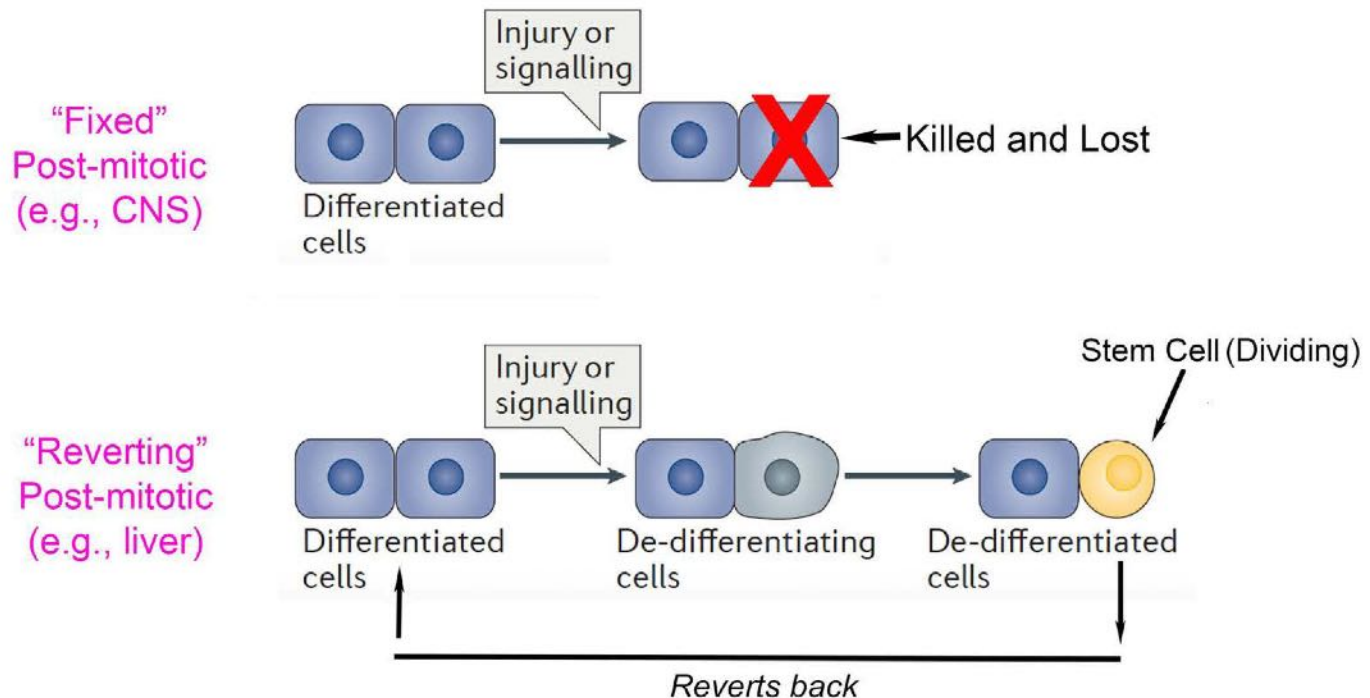 Injury or
signalling
“Fixed”
Post-mitotic
(e.g., CNS)
Killed and Lost
Differentiated
cells
Stem Cell (Dividing)
Injury or
signalling
“Reverting”
Post-mitotic
(e.g., liver)
Differentiated
cells
De-differentiating
cells
De-differentiated
cells
Reverts back